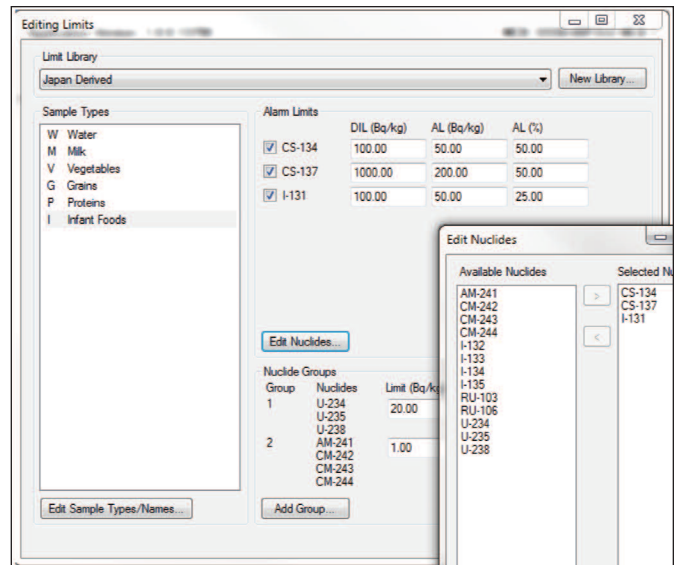 Editing Limits
Limit Library
Japan Derived
New Library...
Sample Types
W Water
M Milk
V Vegetables
G Grains
P Proteins
I Infant Foods
Edit Sample Types/Names...
Alarm Limits
DIL (Bq/kg) AL (Bq/kg) AL (%)
CS-134 100.00 50.00 50.00
CS-137 1000.00 200.00 50.00
I-131 100.00 50.00 25.00
Edit Nuclides...
Nuclide Groups
Group Nuclides Limit (Bq/kg
1 U-234 20.00
U-235
U-238
2 AM-241 1.00
CM-242
CM-243
CM-244
Add Group...
Edit Nuclides
Available Nuclides
AM-241
CM-242
CM-243
CM-244
I-132
I-133
I-134
I-135
RU-103
RU-106
U-234
U-235
U-238
>
<
Selected Nu
CS-134
CS-137
I-131